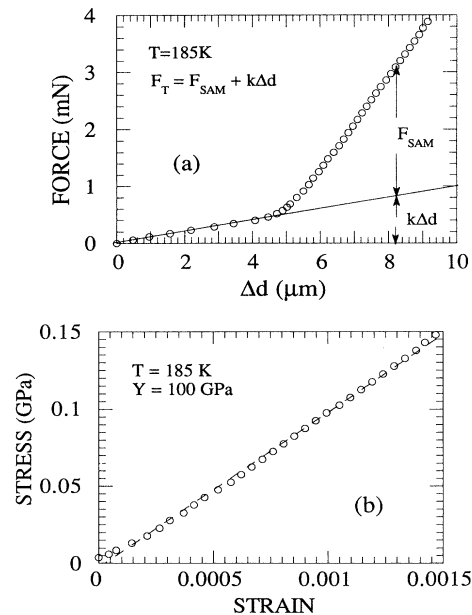 4
T=185K
F_T = F_SAM + kΔd
3
FORCE (mN)
2
(a)
F_SAM
1
kΔd
0
0 2 4 6 8 10
Δd (μm)
0.15
T = 185 K
Y = 100 GPa
STRESS (GPa)
0.1
0.05
(b)
0
0 0.0005 0.001 0.0015
STRAIN